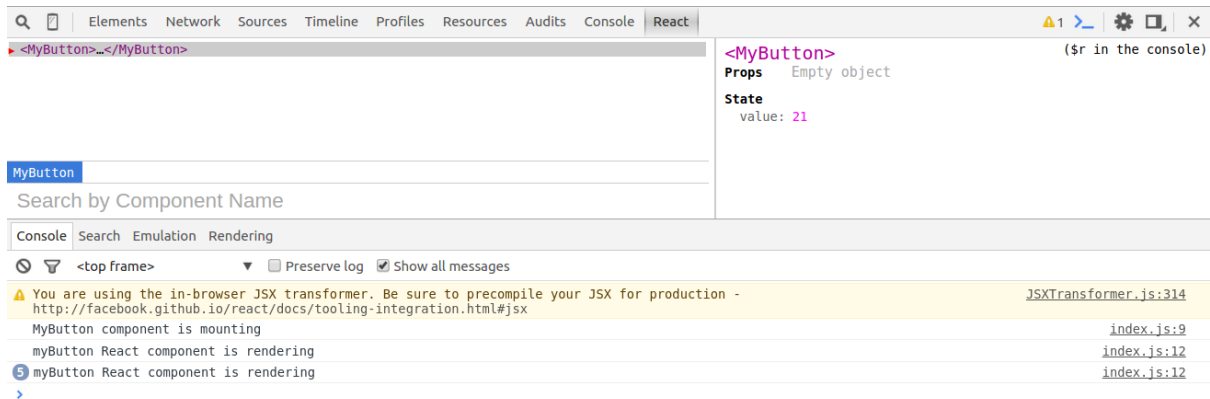 Elements Network Sources Timeline Profiles Resources Audits Console React 1
<MyButton>…</MyButton>
<MyButton> ($r in the console)
Props Empty object
State
value: 21
MyButton
Search by Component Name
Console Search Emulation Rendering
<top frame> ▼ Preserve log Show all messages
You are using the in-browser JSX transformer. Be sure to precompile your JSX for production - JSXTransformer.js:314
http://facebook.github.io/react/docs/tooling-integration.html#jsx
MyButton component is mounting index.js:9
myButton React component is rendering index.js:12
5 myButton React component is rendering index.js:12